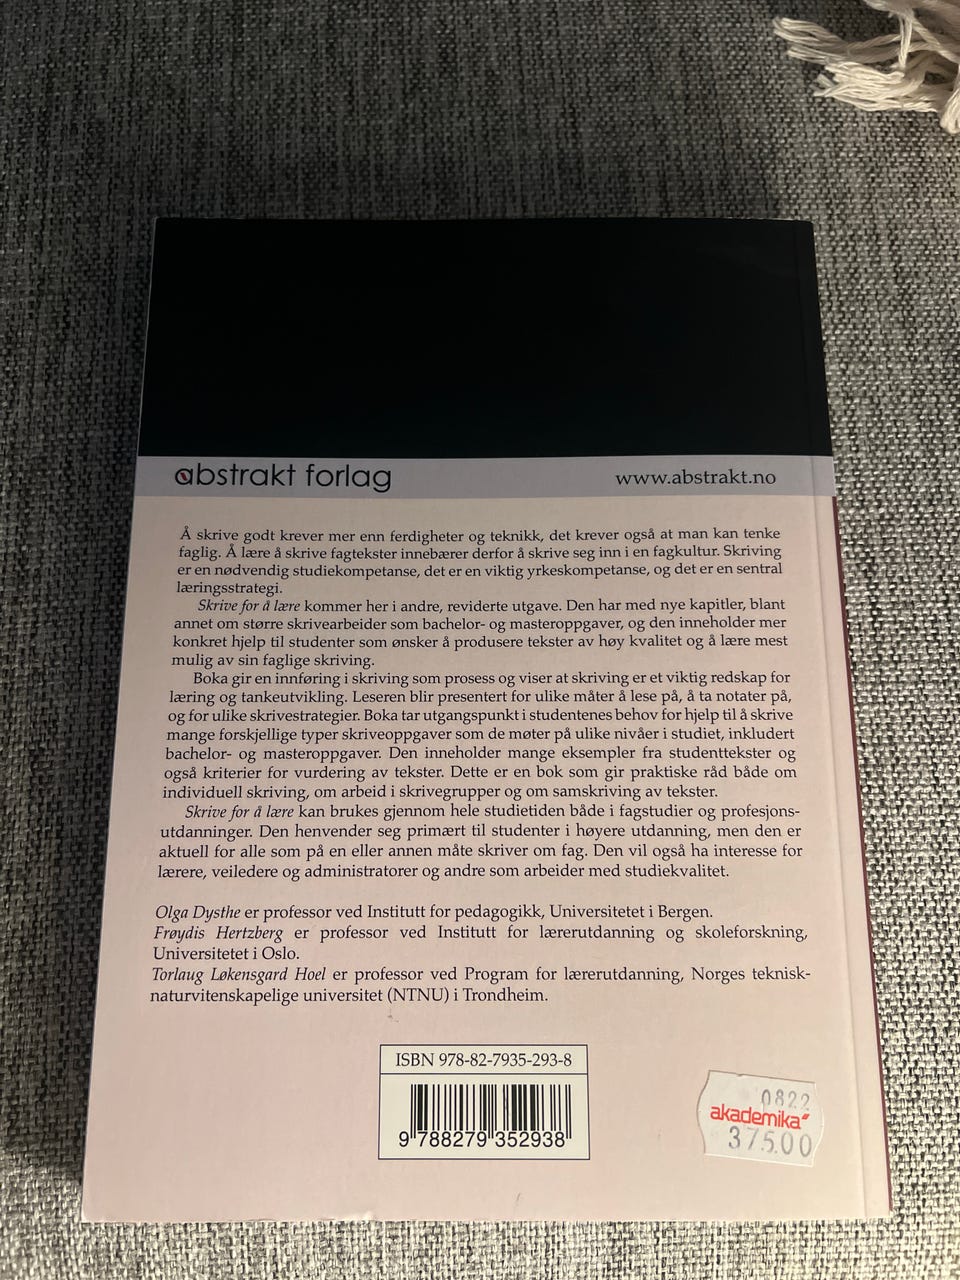 abstrakt forlag
www.abstrakt.no
Å skrive godt krever mer enn ferdigheter og teknikk, det krever også at man kan tenke
faglig. Å lære å skrive fagtekster innebærer derfor å skrive seg inn i en fagkultur. Skriving
er en nødvendig studiekompetanse, det er en viktig yrkeskompetanse, og det er en sentral
læringsstrategi.
Skrive for å lære kommer her i andre, reviderte utgave. Den har med nye kapitler, blant
annet om større skrivearbeider som bachelor- og masteroppgaver, og den inneholder mer
konkret hjelp til studenter som ønsker å produsere tekster av høy kvalitet og å lære mest
mulig av sin faglige skriving.
Boka gir en innføring i skriving som prosess og viser at skriving er et viktig redskap for
læring og tankeutvikling. Leseren blir presentert for ulike måter å lese på, å ta notater på,
og for ulike skrivestrategier. Boka tar utgangspunkt i studentenes behov for hjelp til å skrive
mange forskjellige typer skriveoppgaver som de møter på ulike nivåer i studiet, inkludert
bachelor- og masteroppgaver. Den inneholder mange eksempler fra studenttekster og
også kriterier for vurdering av tekster. Dette er en bok som gir praktiske råd både om
individuell skriving, om arbeid i skrivegrupper og om samskriving av tekster.
Skrive for å lære kan brukes gjennom hele studietiden både i fagstudier og profesjons-
utdanninger. Den henvender seg primært til studenter i høyere utdanning, men den er
aktuell for alle som på en eller annen måte skriver om fag. Den vil også ha interesse for
lærere, veiledere og administratorer og andre som arbeider med studiekvalitet.
Olga Dysthe er professor ved Institutt for pedagogikk, Universitetet i Bergen.
Frøydis Hertzberg er professor ved Institutt for lærerutdanning og skoleforskning,
Universitetet i Oslo.
Torlaug Løkensgard Hoel er professor ved Program for lærerutdanning, Norges teknisk-
naturvitenskapelige universitet (NTNU) i Trondheim.
ISBN 978-82-7935-293-8
9 788279 352938
0822
akademika
375.00